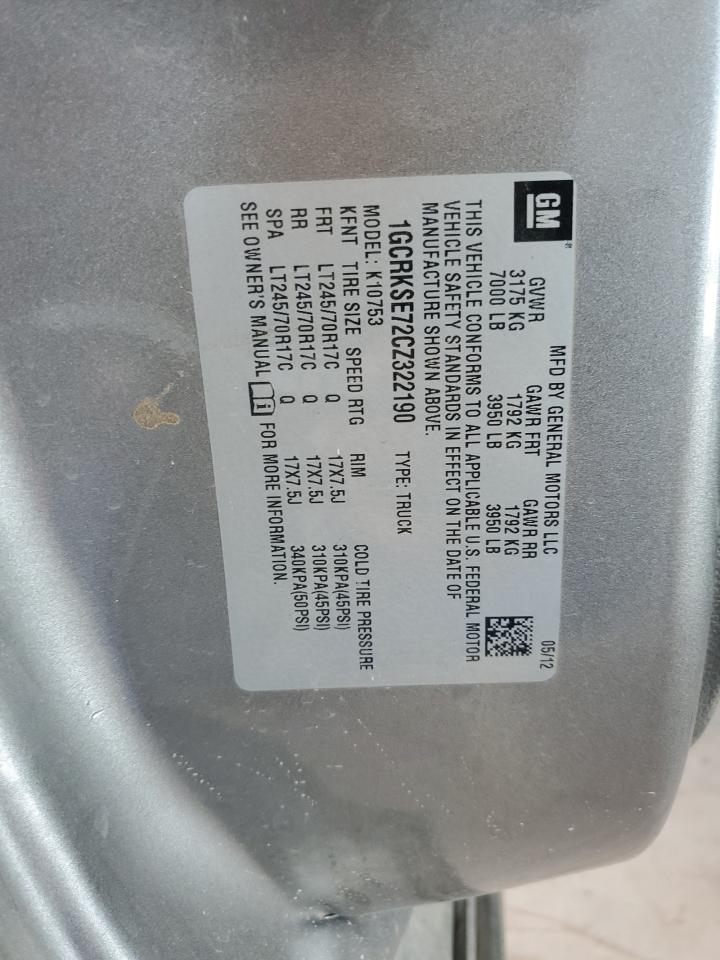 GM
MFD BY GENERAL MOTORS LLC 05/12
GVWR GAWR FRT GAWR RR
3175 KG 1792 KG 1792 KG
7000 LB 3950 LB 3950 LB
THIS VEHICLE CONFORMS TO ALL APPLICABLE U.S. FEDERAL MOTOR
VEHICLE SAFETY STANDARDS IN EFFECT ON THE DATE OF
MANUFACTURE SHOWN ABOVE.
1GCRKSE72CZ322190 TYPE: TRUCK
MODEL: K10753
KFNT TIRE SIZE SPEED RTG RIM COLD TIRE PRESSURE
FRT LT245/70R17C Q 17X7.5J 310KPA(45PSI)
RR LT245/70R17C Q 17X7.5J 310KPA(45PSI)
SPA LT245/70R17C Q 17X7.5J 340KPA(50PSI)
SEE OWNER'S MANUAL FOR MORE INFORMATION.